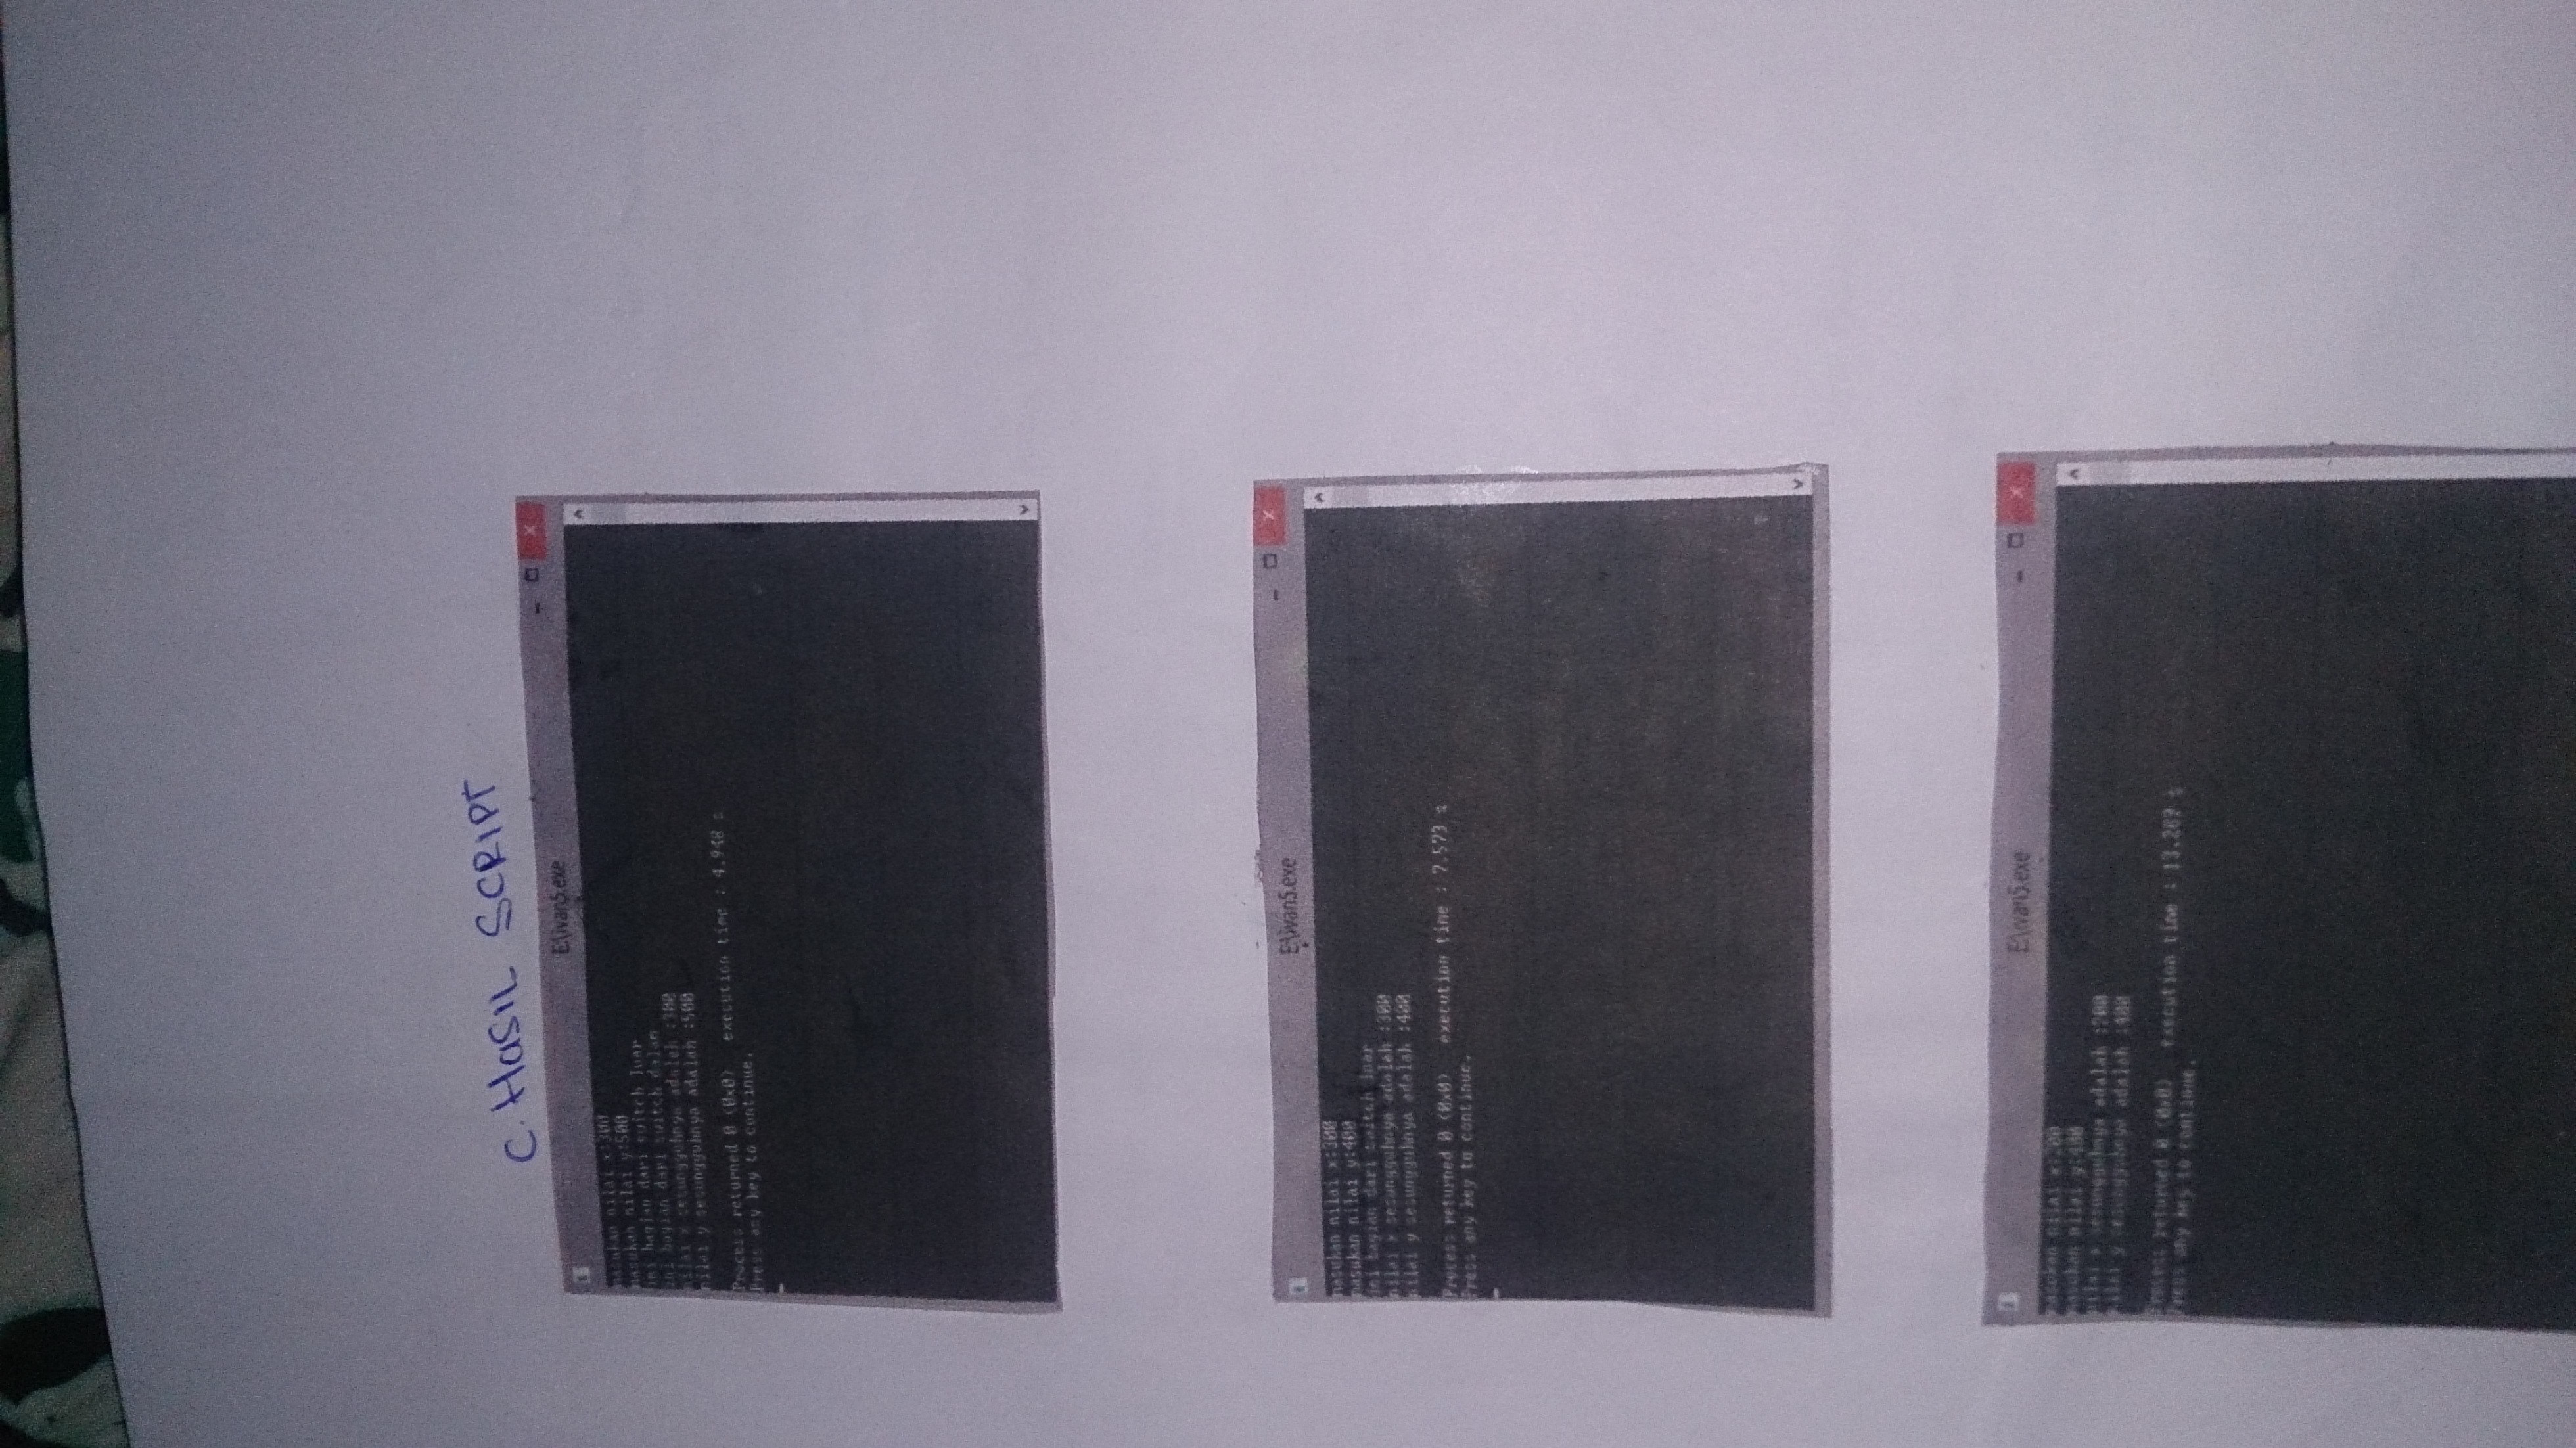 C. HASIL SCRIPT
E:\ivan5.exe
masukan nilai x:300
masukan nilai y:500
ini bagian dari switch luar
ini bagian dari switch dalam
nilai x sesungguhnya adalah :300
nilai y sesungguhnya adalah :500
Process returned 0 (0x0) execution time : 4.948 s
Press any key to continue.
E:\ivan5.exe
masukan nilai x:300
masukan nilai y:400
ini bagian dari switch luar
nilai x sesungguhnya adalah :300
nilai y sesungguhnya adalah :400
Process returned 0 (0x0) execution time : 7.573 s
Press any key to continue.
E:\ivan5.exe
masukan nilai x:200
masukan nilai y:400
nilai x sesungguhnya adalah :200
nilai y sesungguhnya adalah :400
Process returned 0 (0x0) execution time : s
Press any key to continue.